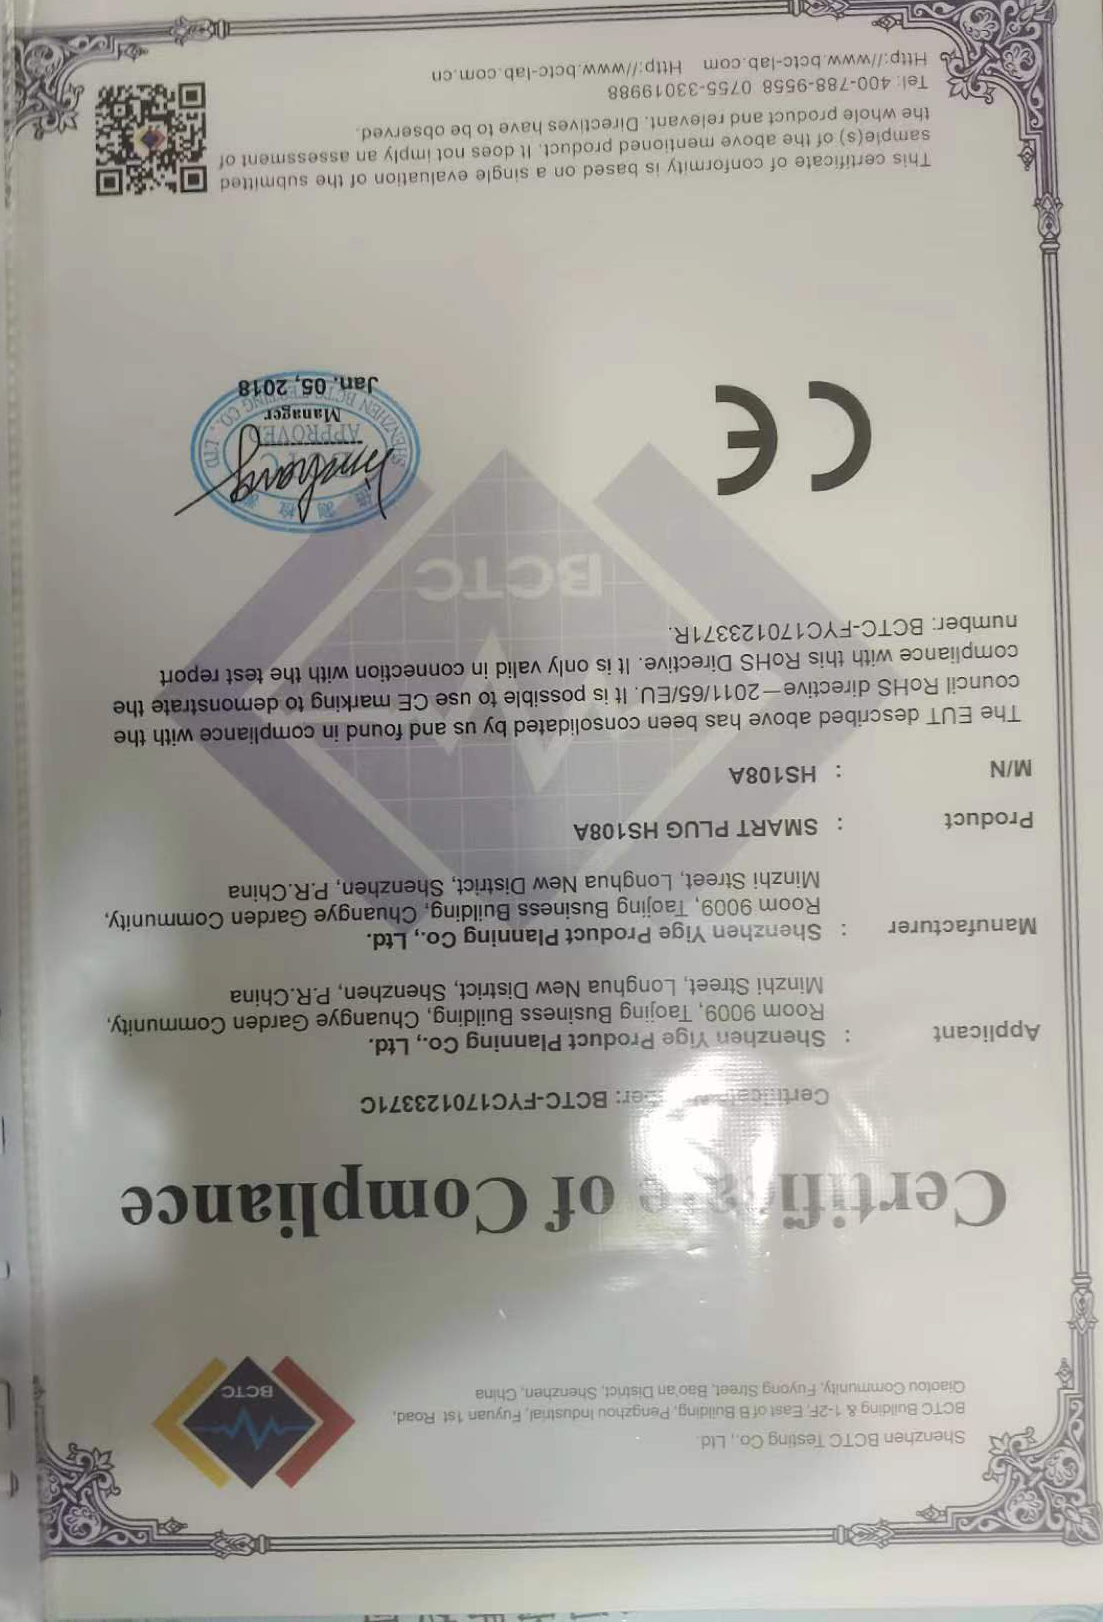 Shenzhen BCTC Testing Co., Ltd.
BCTC Building & 1-2F, East of B Building, Pengzhou Industrial, Fuyuan 1st Road,
Qiaotou Community, Fuyong Street, Bao'an District, Shenzhen, China
BCTC
Certificate of Compliance
BCTC-FYC170123371C
Applicant : Shenzhen Yige Product Planning Co., Ltd.
Room 9009, Taojing Business Building, Chuangye Garden Community,
Minzhi Street, Longhua New District, Shenzhen, P.R.China
Manufacturer : Shenzhen Yige Product Planning Co., Ltd.
Room 9009, Taojing Business Building, Chuangye Garden Community,
Minzhi Street, Longhua New District, Shenzhen, P.R.China
Product : SMART PLUG HS108A
M/N : HS108A
The EUT described above has been consolidated by us and found in compliance with the
council RoHS directive—2011/65/EU. It is possible to use CE marking to demonstrate the
compliance with this RoHS Directive. It is only valid in connection with the test report
number: BCTC-FYC170123371R.
BCTC
CE
SHENZHEN BCTC TESTING CO., LTD
APPROVED
Manager
Jan. 05, 2018
This certificate of conformity is based on a single evaluation of the submitted
sample(s) of the above mentioned product. It does not imply an assessment of
the whole product and relevant. Directives have to be observed.
Tel: 400-788-9558 0755-33019988
Http://www.bctc-lab.com Http://www.bctc-lab.com.cn